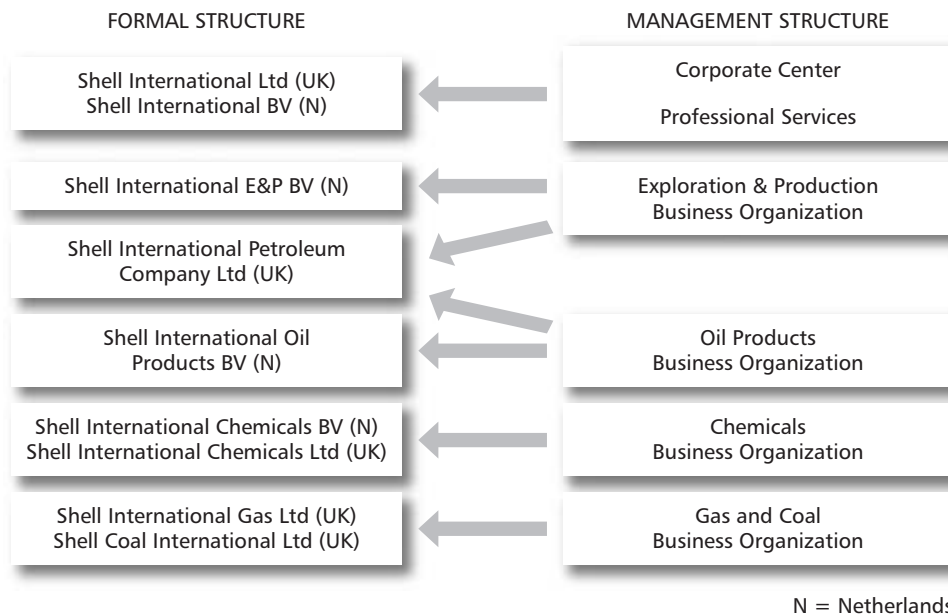 FORMAL STRUCTURE
MANAGEMENT STRUCTURE
Shell International Ltd (UK)
Shell International BV (N)
Corporate Center
Professional Services
Shell International E&P BV (N)
Exploration & Production
Business Organization
Shell International Petroleum
Company Ltd (UK)
Shell International Oil
Products BV (N)
Oil Products
Business Organization
Shell International Chemicals BV (N)
Shell International Chemicals Ltd (UK)
Chemicals
Business Organization
Shell International Gas Ltd (UK)
Shell Coal International Ltd (UK)
Gas and Coal
Business Organization
N = Netherlands